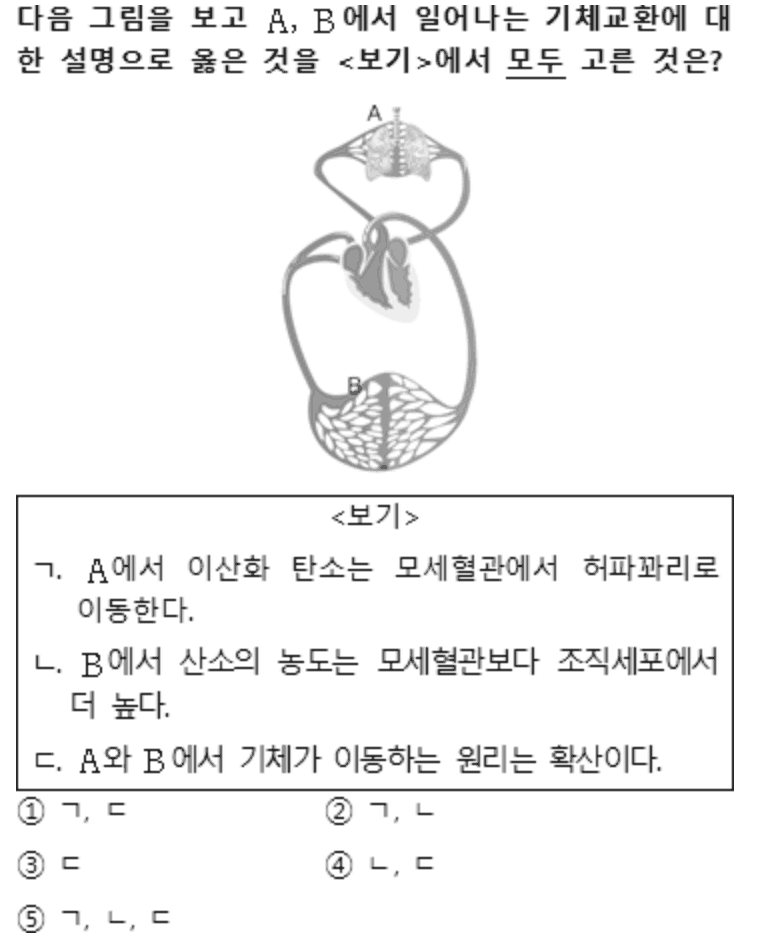 다음 그림을 보고 A, B에서 일어나는 기체교환에 대
한 설명으로 옳은 것을 <보기>에서 모두 고른 것은?
A
B
<보기>
ㄱ. A에서 이산화 탄소는 모세혈관에서 허파꽈리로
이동한다.
ㄴ. B에서 산소의 농도는 모세혈관보다 조직세포에서
더 높다.
ㄷ. A와 B에서 기체가 이동하는 원리는 확산이다.
① ㄱ, ㄷ ② ㄱ, ㄴ
③ ㄷ ④ ㄴ, ㄷ
⑤ ㄱ, ㄴ, ㄷ